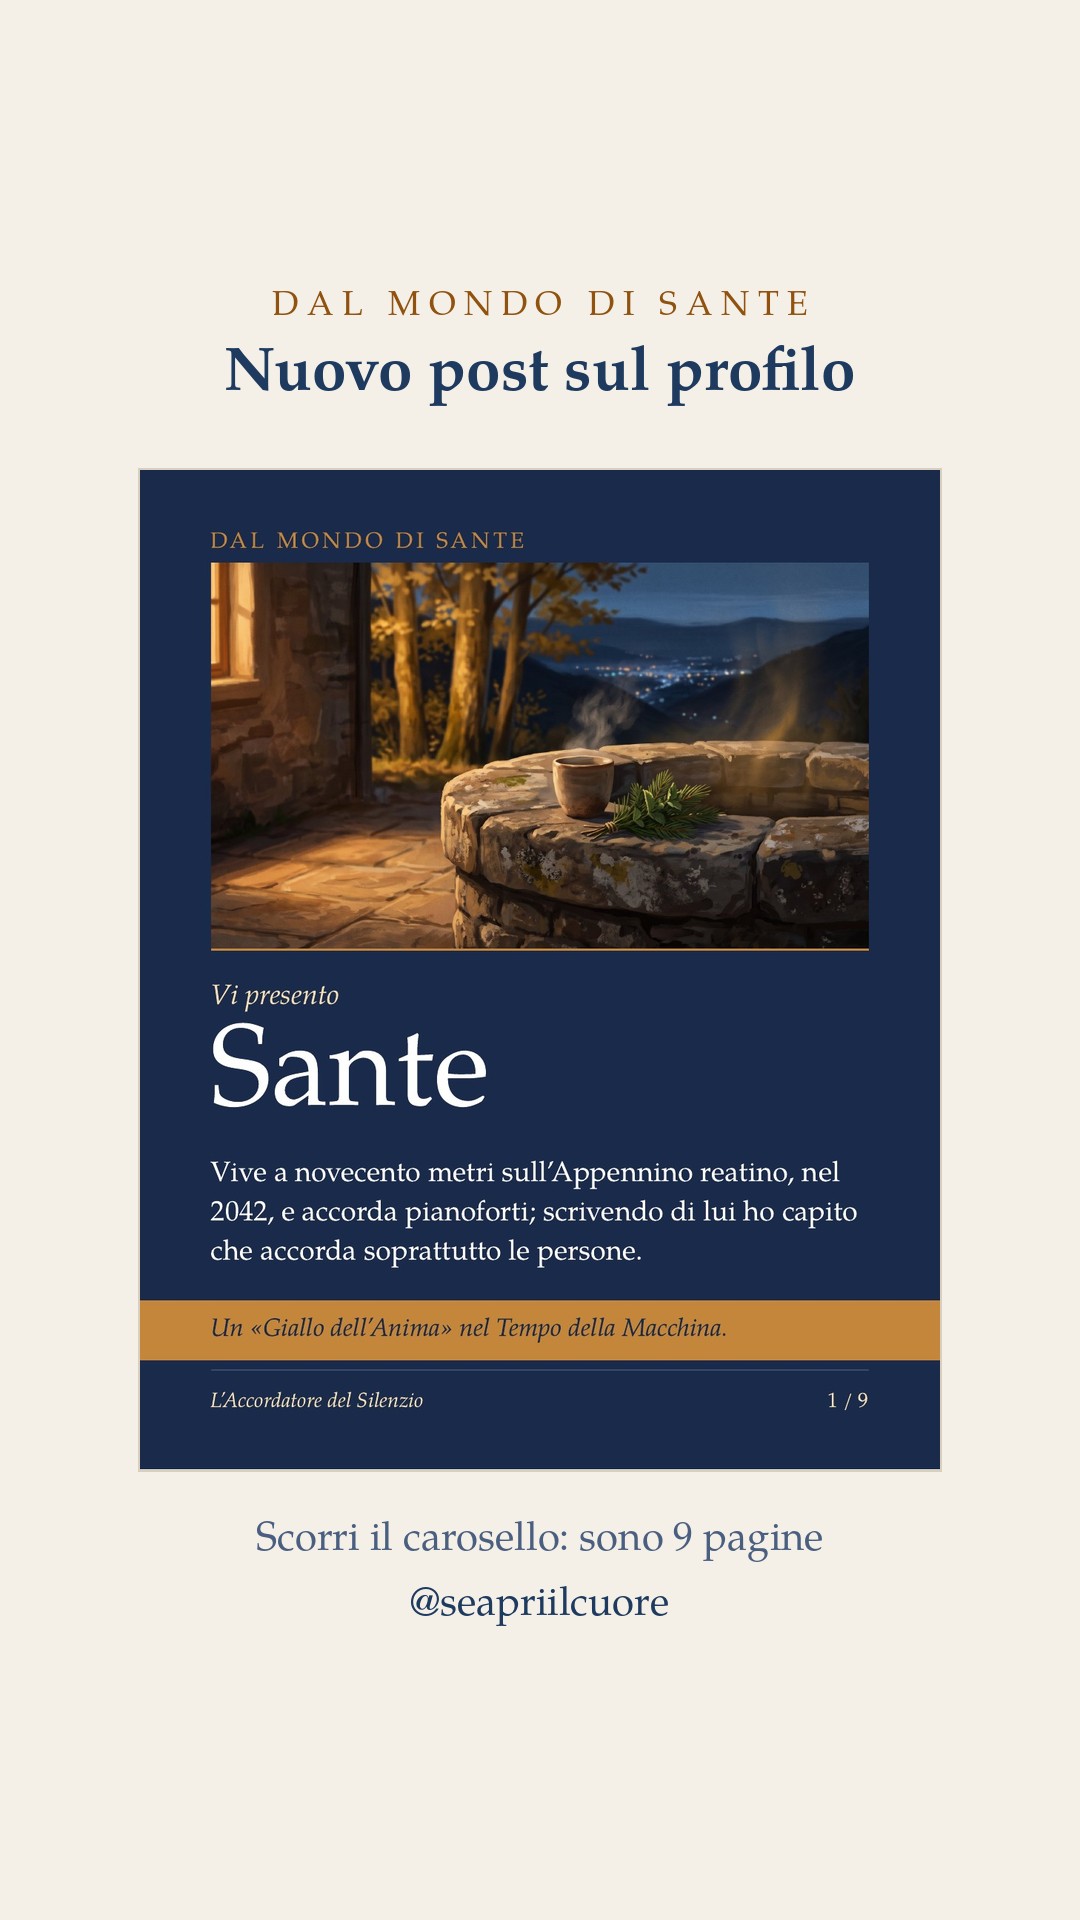 DAL MONDO DI SANTE
Nuovo post sul profilo
DAL MONDO DI SANTE
Vi presento
Sante
Vive a novecento metri sull’Appennino reatino, nel
2042, e accorda pianoforti; scrivendo di lui ho capito
che accorda soprattutto le persone.
Un «Giallo dell’Anima» nel Tempo della Macchina.
L’Accordatore del Silenzio
1 / 9
Scorri il carosello: sono 9 pagine
@seapriilcuore